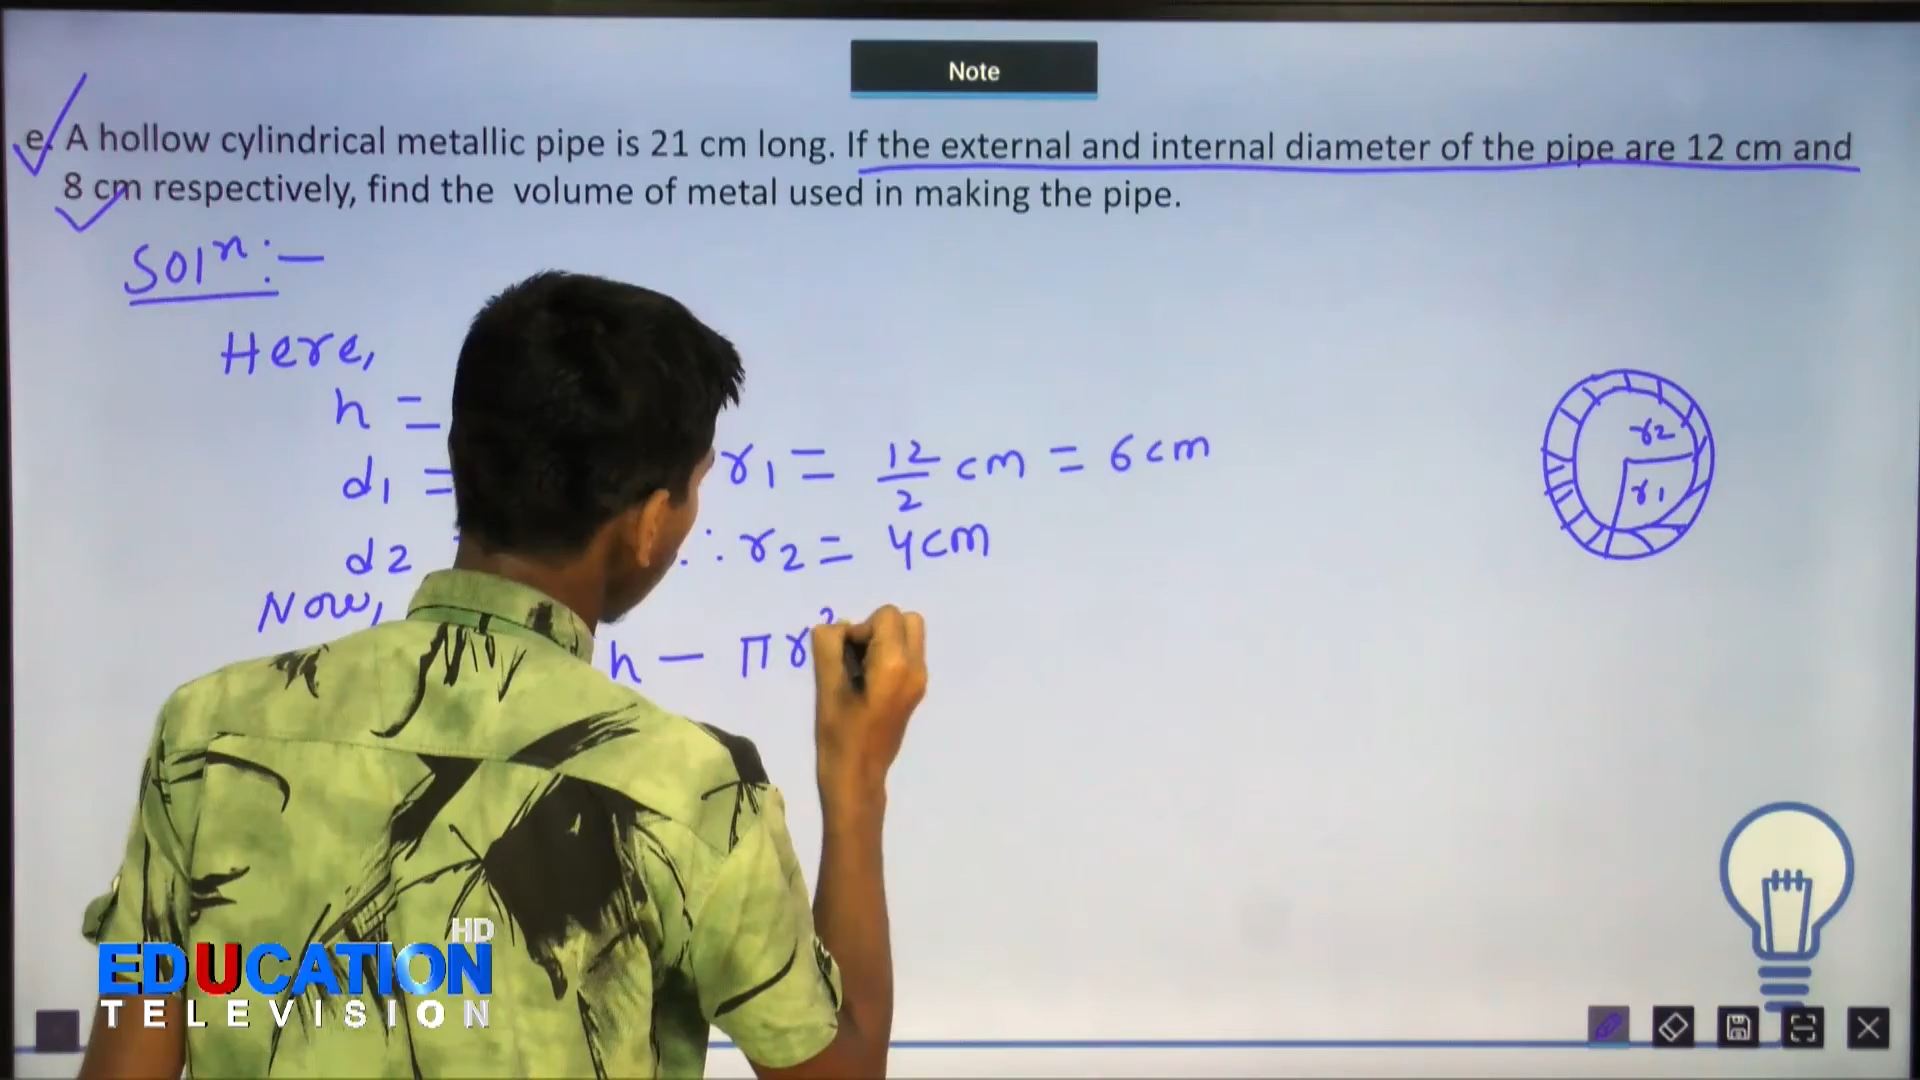 Note
e. A hollow cylindrical metallic pipe is 21 cm long. If the external and internal diameter of the pipe are 12 cm and
8 cm respectively, find the volume of metal used in making the pipe.
Solⁿ:-
Here,
h =
d1 =
r1 = 12/2 cm = 6cm
d2
∴ r2 = 4cm
Now,
h - πr²
r2
r1
EDUCATION HD
TELEVISION